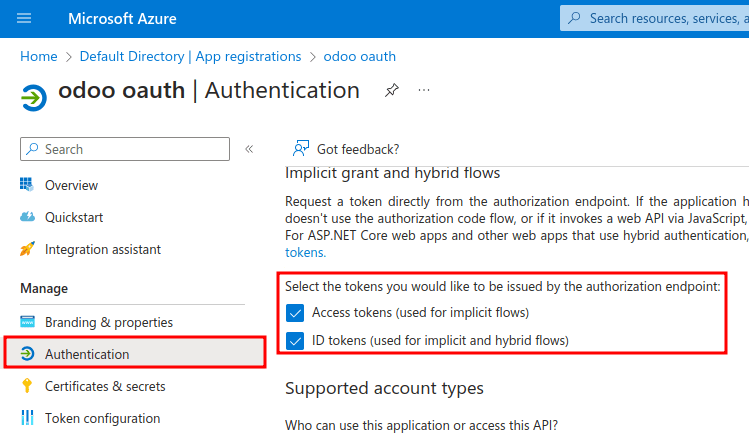 Microsoft Azure
Search resources, services, a
Home > Default Directory | App registrations > odoo oauth
odoo oauth | Authentication
Search
Got feedback?
Overview
Quickstart
Integration assistant
Manage
Branding & properties
Authentication
Certificates & secrets
Token configuration
Implicit grant and hybrid flows
Request a token directly from the authorization endpoint. If the application h
doesn't use the authorization code flow, or if it invokes a web API via JavaScript,
For ASP.NET Core web apps and other web apps that use hybrid authentication,
tokens.
Select the tokens you would like to be issued by the authorization endpoint:
Access tokens (used for implicit flows)
ID tokens (used for implicit and hybrid flows)
Supported account types
Who can use this application or access this API?